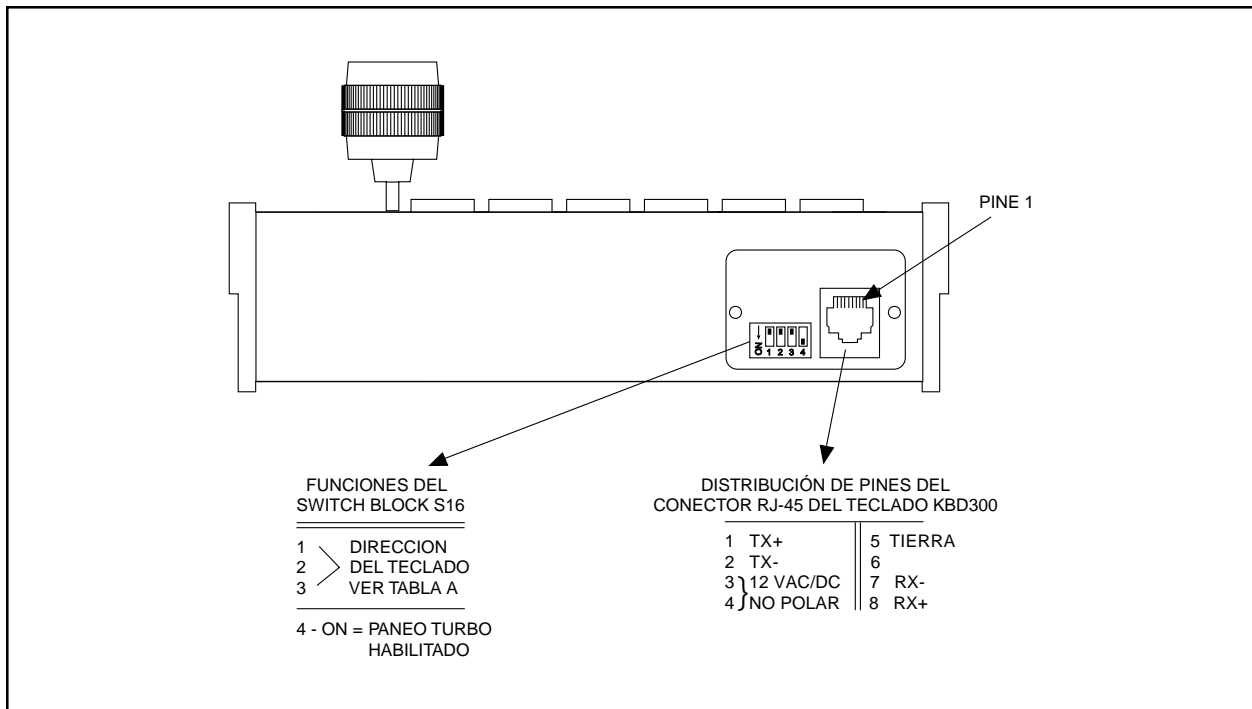 PINE 1
ON
1 2 3 4
FUNCIONES DEL
SWITCH BLOCK S16
1 DIRECCION
2 DEL TECLADO
3 VER TABLA A
4 - ON = PANEO TURBO
HABILITADO
DISTRIBUCIÓN DE PINES DEL
CONECTOR RJ-45 DEL TECLADO KBD300
1 TX+
2 TX-
3 12 VAC/DC
4 NO POLAR
5 TIERRA
6
7 RX-
8 RX+